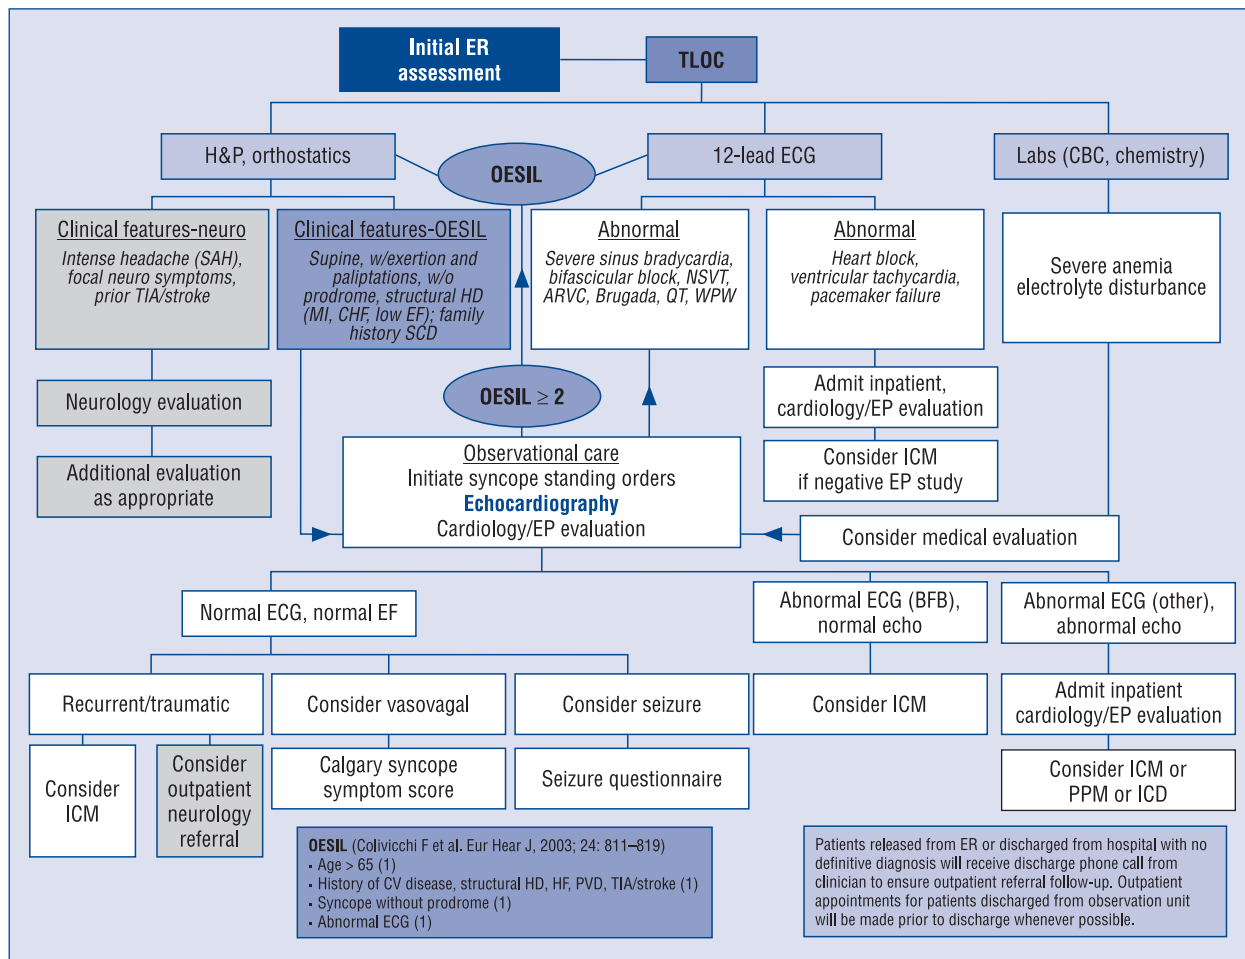 Initial ER
assessment
TLOC
H&P, orthostatics
OESIL
12-lead ECG
Labs (CBC, chemistry)
Clinical features-neuro
Intense headache (SAH),
focal neuro symptoms,
prior TIA/stroke
Clinical features-OESIL
Supine, w/exertion and
paliptations, w/o
prodrome, structural HD
(MI, CHF, low EF); family
history SCD
Abnormal
Severe sinus bradycardia,
bifascicular block, NSVT,
ARVC, Brugada, QT, WPW
Abnormal
Heart block,
ventricular tachycardia,
pacemaker failure
Severe anemia
electrolyte disturbance
Neurology evaluation
OESIL ≥ 2
Admit inpatient,
cardiology/EP evaluation
Additional evaluation
as appropriate
Observational care
Initiate syncope standing orders
Echocardiography
Cardiology/EP evaluation
Consider ICM
if negative EP study
Consider medical evaluation
Normal ECG, normal EF
Abnormal ECG (BFB),
normal echo
Abnormal ECG (other),
abnormal echo
Recurrent/traumatic
Consider vasovagal
Consider seizure
Consider ICM
Admit inpatient
cardiology/EP evaluation
Consider
ICM
Consider
outpatient
neurology
referral
Calgary syncope
symptom score
Seizure questionnaire
Consider ICM or
PPM or ICD
OESIL (Colivicchi F et al. Eur Hear J, 2003; 24: 811–819)
▪ Age > 65 (1)
▪ History of CV disease, structural HD, HF, PVD, TIA/stroke (1)
▪ Syncope without prodrome (1)
▪ Abnormal ECG (1)
Patients released from ER or discharged from hospital with no
definitive diagnosis will receive discharge phone call from
clinician to ensure outpatient referral follow-up. Outpatient
appointments for patients discharged from observation unit
will be made prior to discharge whenever possible.